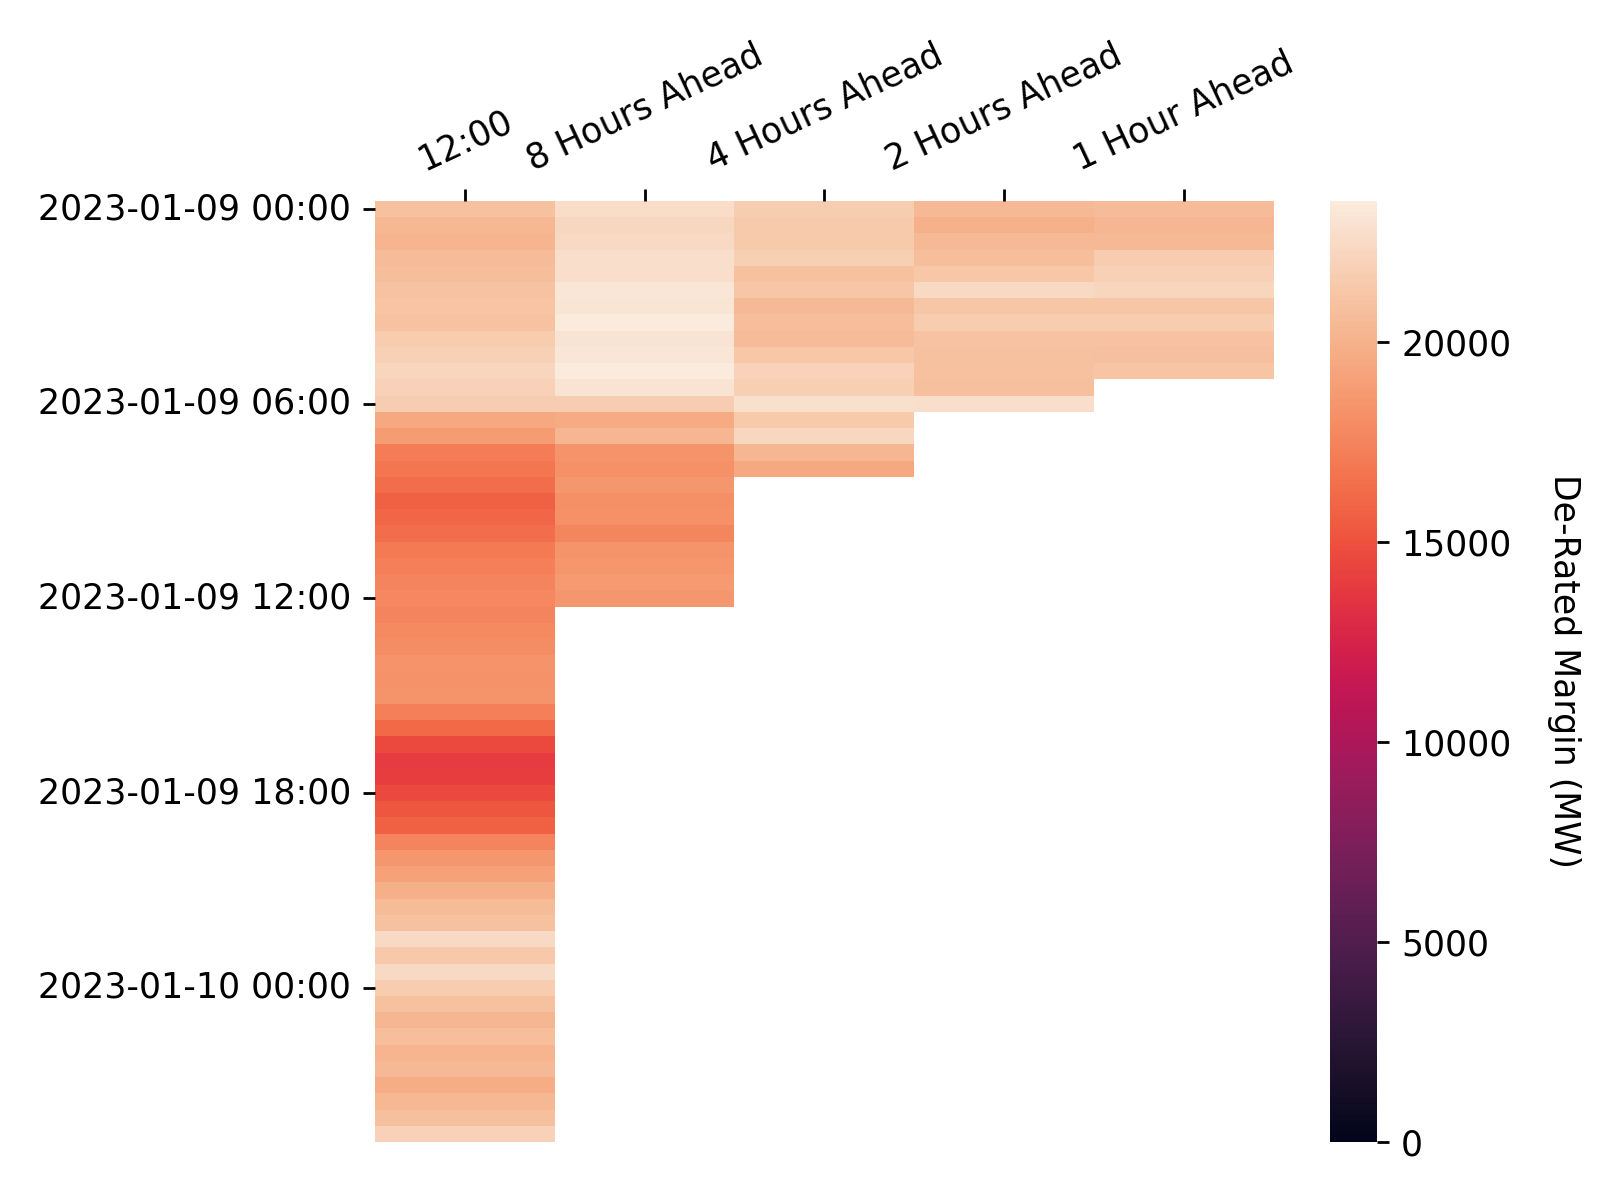 12:00
8 Hours Ahead
4 Hours Ahead
2 Hours Ahead
1 Hour Ahead
2023-01-09 00:00
2023-01-09 06:00
2023-01-09 12:00
2023-01-09 18:00
2023-01-10 00:00
20000
15000
10000
5000
0
De-Rated Margin (MW)